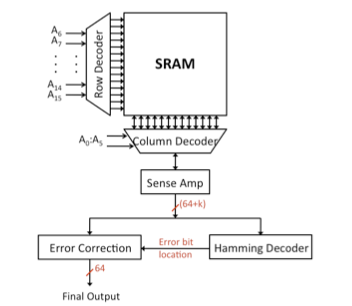 A6
A7
Row Decoder
SRAM
A14
A15
A0:A5
Column Decoder
Sense Amp
(64+k)
Error Correction
Error bit
location
Hamming Decoder
64
Final Output